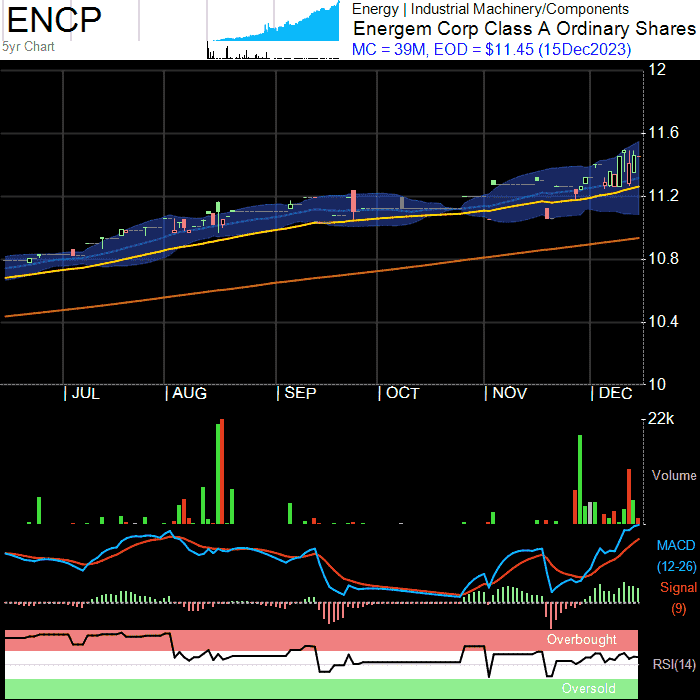 ENCP
5yr Chart
Energy | Industrial Machinery/Components
Energem Corp Class A Ordinary Shares
MC = 39M, EOD = $11.45 (15Dec2023)
12
11.6
11.2
10.8
10.4
10
| JUL | AUG | SEP | OCT | NOV | DEC
22k
Volume
MACD
(12-26)
Signal
(9)
Overbought
RSI(14)
Oversold